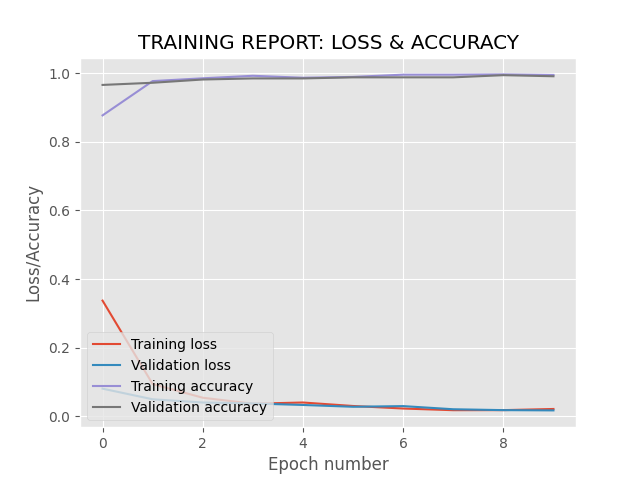 TRAINING REPORT: LOSS & ACCURACY
1.0
0.8
0.6
0.4
0.2
0.0
Loss/Accuracy
Training loss
Validation loss
Training accuracy
Validation accuracy
0 2 4 6 8
Epoch number